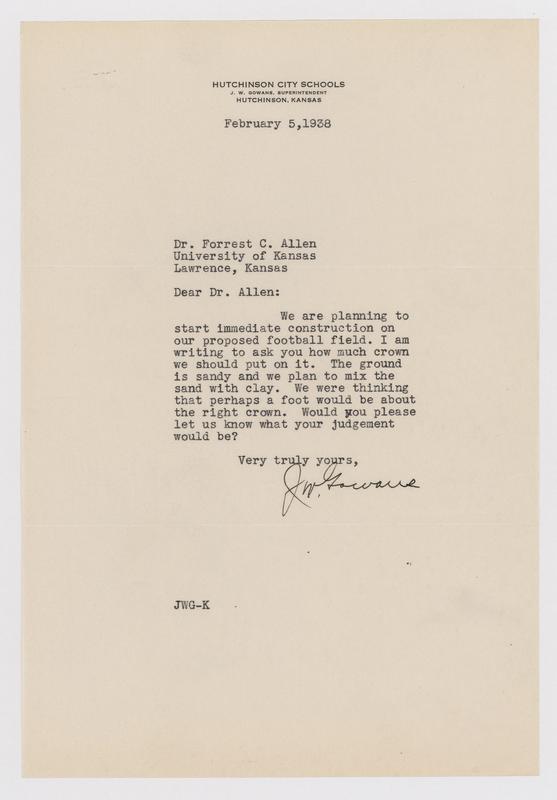 HUTCHINSON CITY SCHOOLS
J. W. GOWANS, SUPERINTENDENT
HUTCHINSON, KANSAS
February 5,1938
Dr. Forrest C. Allen
University of Kansas
Lawrence, Kansas
Dear Dr. Allen:
We are planning to
start immediate construction on
our proposed football field. I am
writing to ask you how much crown
we should put on it. The ground
is sandy and we plan to mix the
sand with clay. We were thinking
that perhaps a foot would be about
the right crown. Would you please
let us know what your judgement
would be?
Very truly yours,
J.W. Gowans
JWG-K